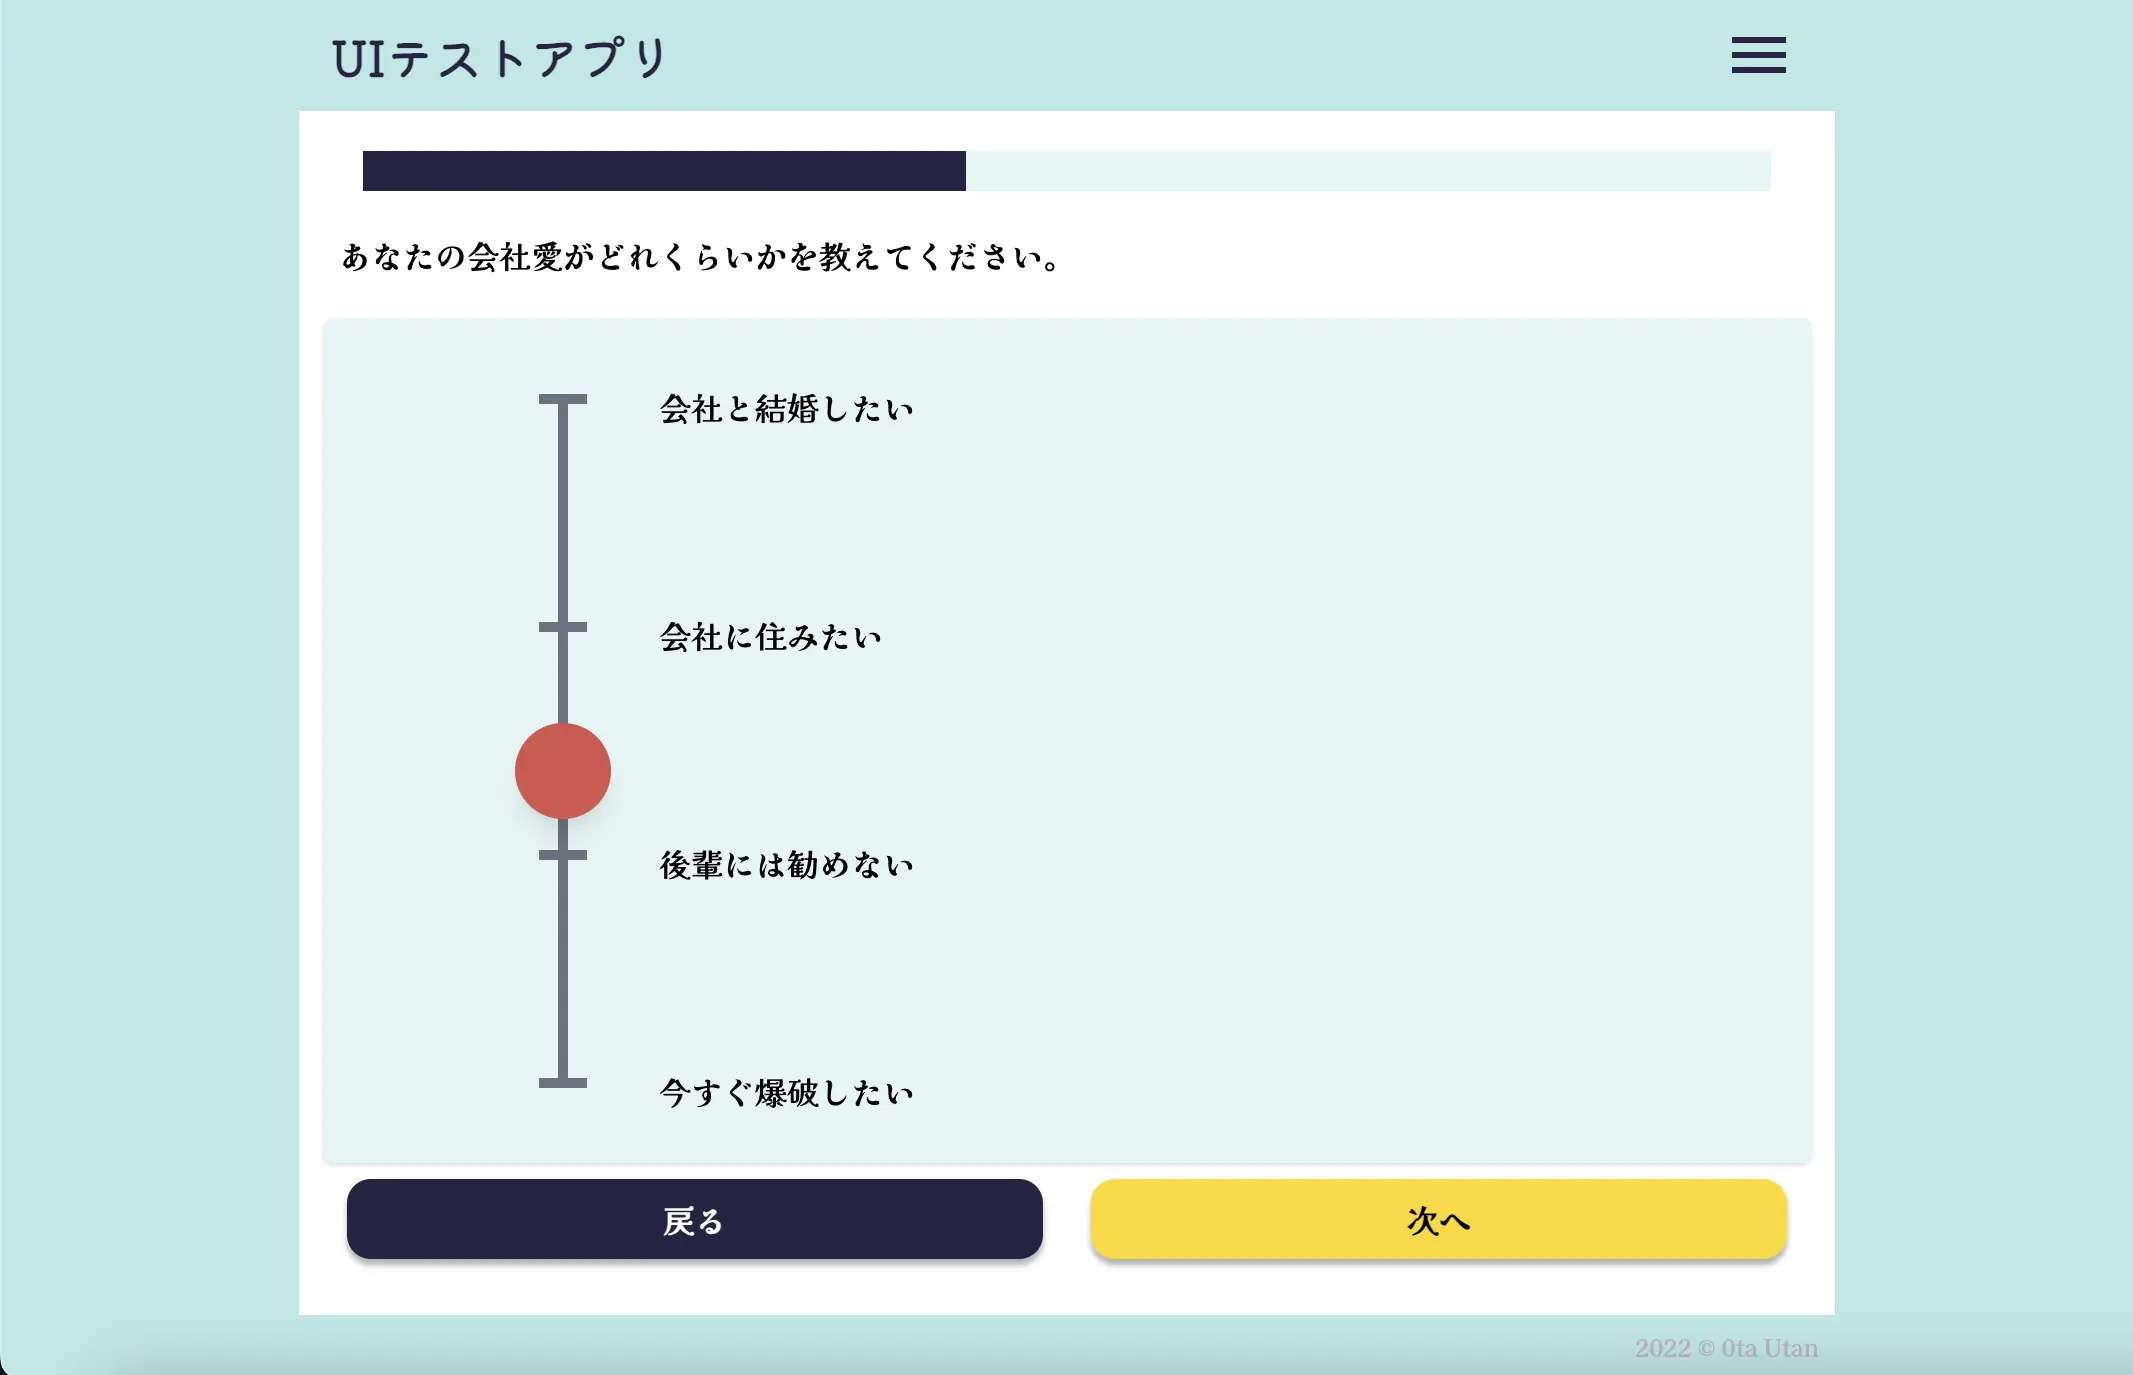 UIテストアプリ
あなたの会社愛がどれくらいかを教えてください。
会社と結婚したい
会社に住みたい
後輩には勧めない
今すぐ爆破したい
戻る
次へ
2022 © 0ta Utan